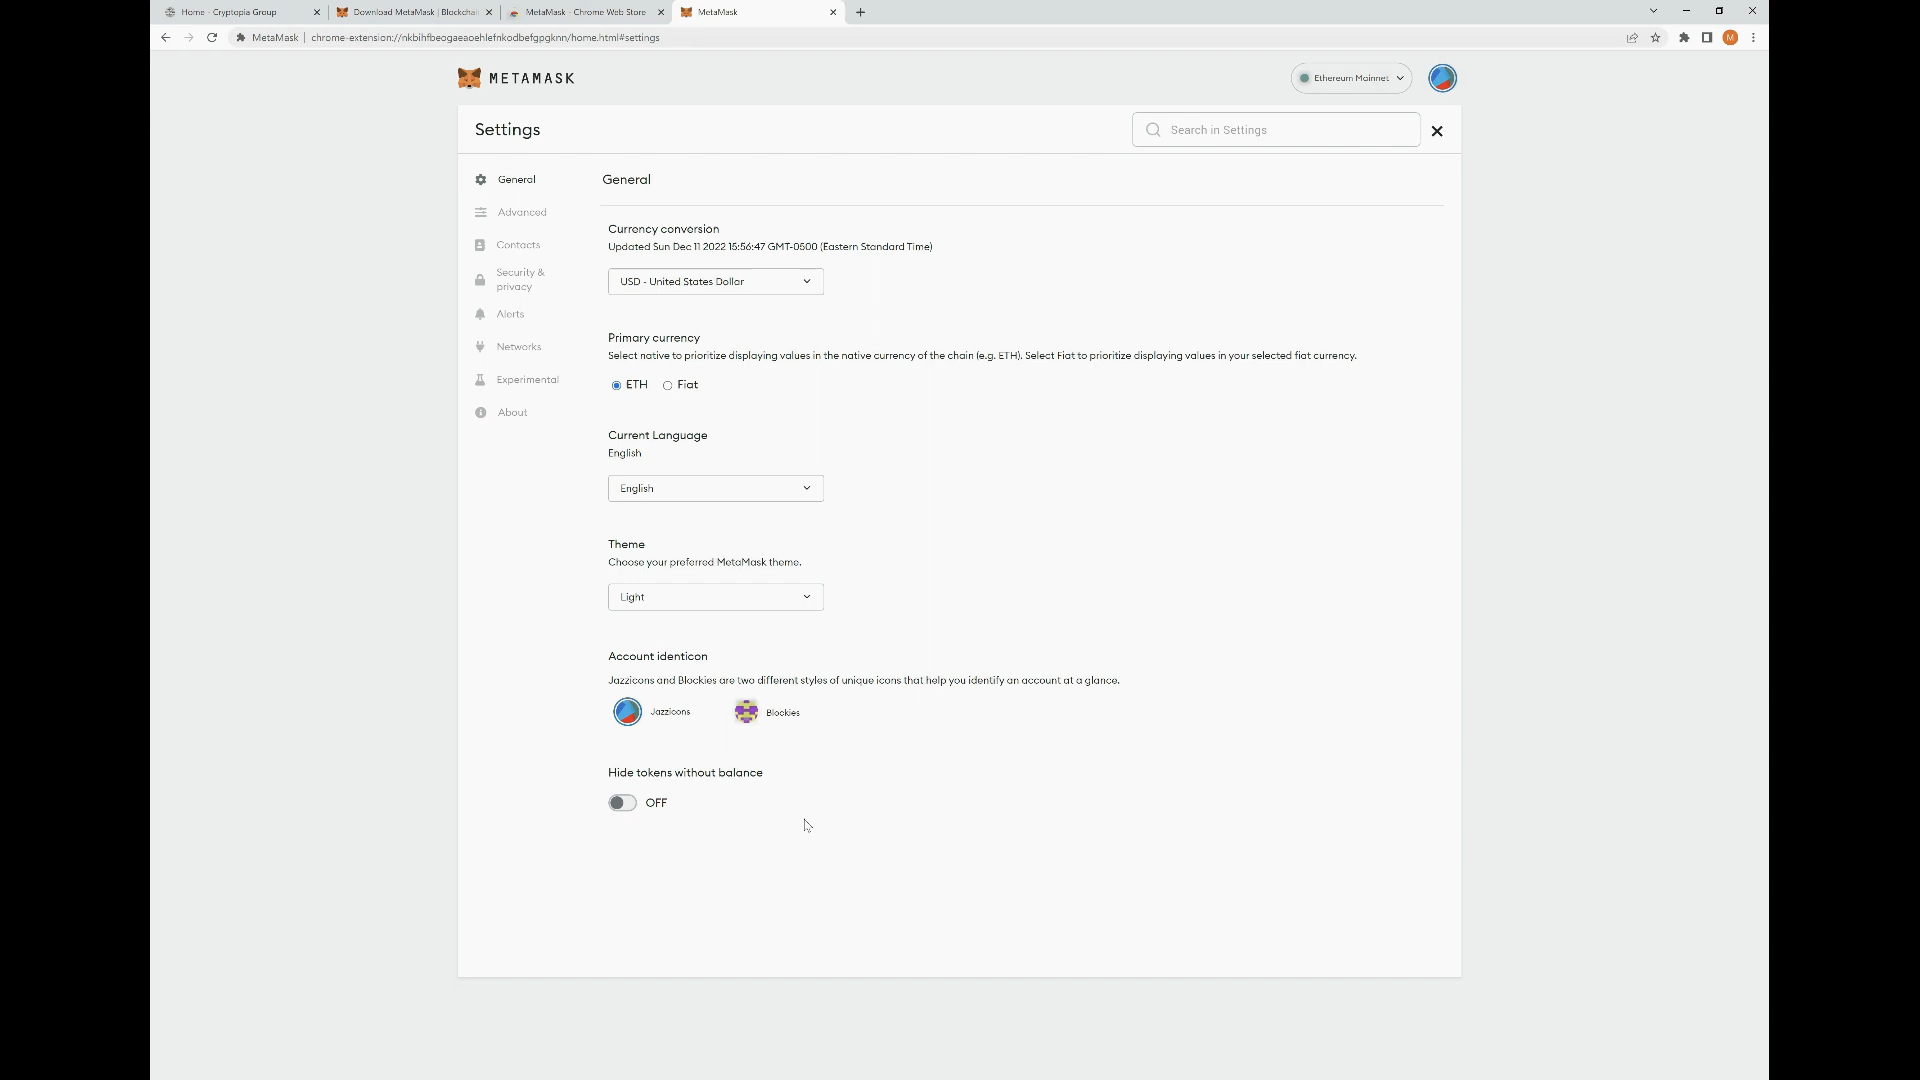 Home - Cryptopia Group
Download MetaMask | Blockchain
MetaMask - Chrome Web Store
MetaMask
MetaMask | chrome-extension://nkbihfbeogaeaoehlefnkodbefgpgknn/home.html#settings
M
METAMASK
Ethereum Mainnet
Settings
Search in Settings
General
Advanced
Contacts
Security &
privacy
Alerts
Networks
Experimental
About
General
Currency conversion
Updated Sun Dec 11 2022 15:56:47 GMT-0500 (Eastern Standard Time)
USD - United States Dollar
Primary currency
Select native to prioritize displaying values in the native currency of the chain (e.g. ETH). Select Fiat to prioritize displaying values in your selected fiat currency.
ETH Fiat
Current Language
English
English
Theme
Choose your preferred MetaMask theme.
Light
Account identicon
Jazzicons and Blockies are two different styles of unique icons that help you identify an account at a glance.
Jazzicons Blockies
Hide tokens without balance
OFF